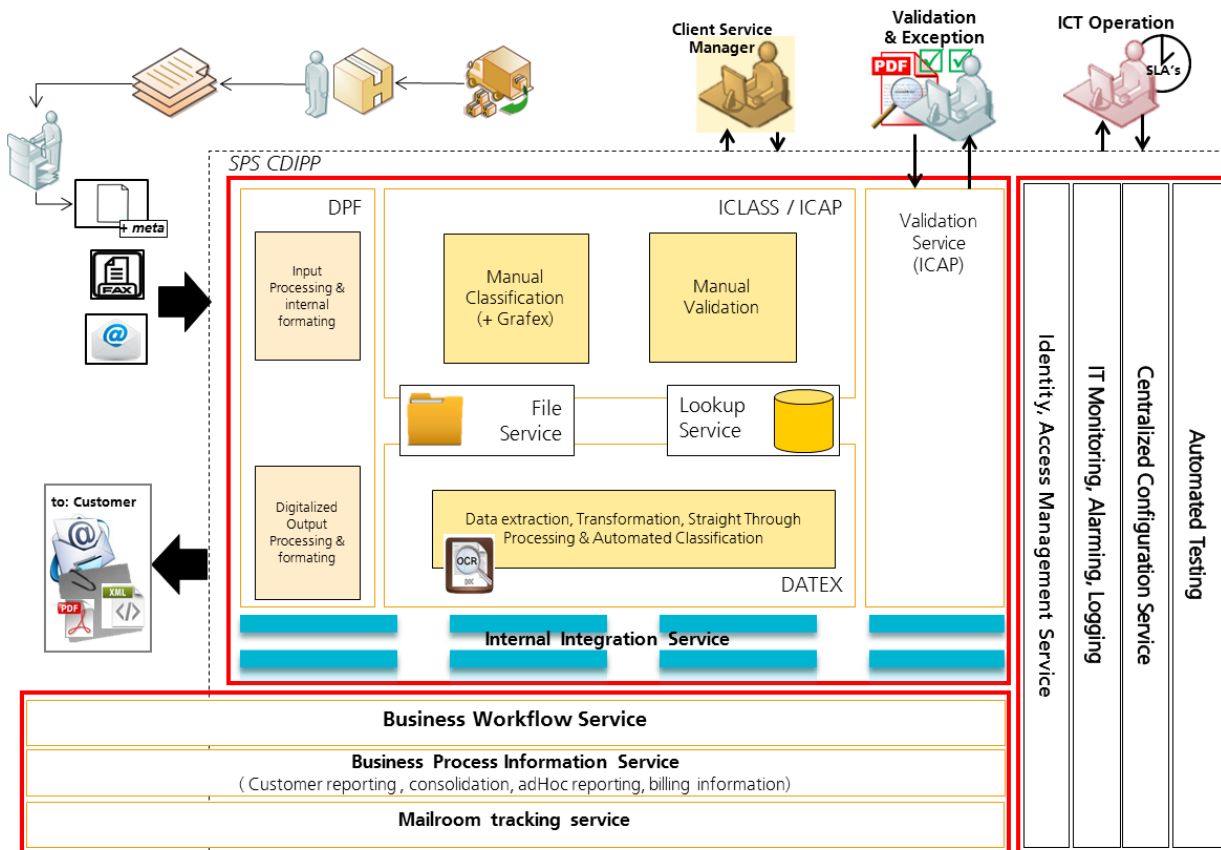 Client Service
Manager
Validation
& Exception
PDF
ICT Operation
SLA's
SPS CDIPP
+ meta
FAX
@
DPF
Input
Processing &
internal
formating
Digitalized
Output
Processing &
formating
ICLASS / ICAP
Manual
Classification
(+ Grafex)
Manual
Validation
File
Service
Lookup
Service
Data extraction, Transformation, Straight Through
Processing & Automated Classification
OCR
DOC
DATEX
Validation
Service
(ICAP)
Internal Integration Service
to: Customer
@
XML
</>
PDF
Identity, Access Management Service
IT Monitoring, Alarming, Logging
Centralized Configuration Service
Automated Testing
Business Workflow Service
Business Process Information Service
( Customer reporting , consolidation, adHoc reporting, billing information)
Mailroom tracking service